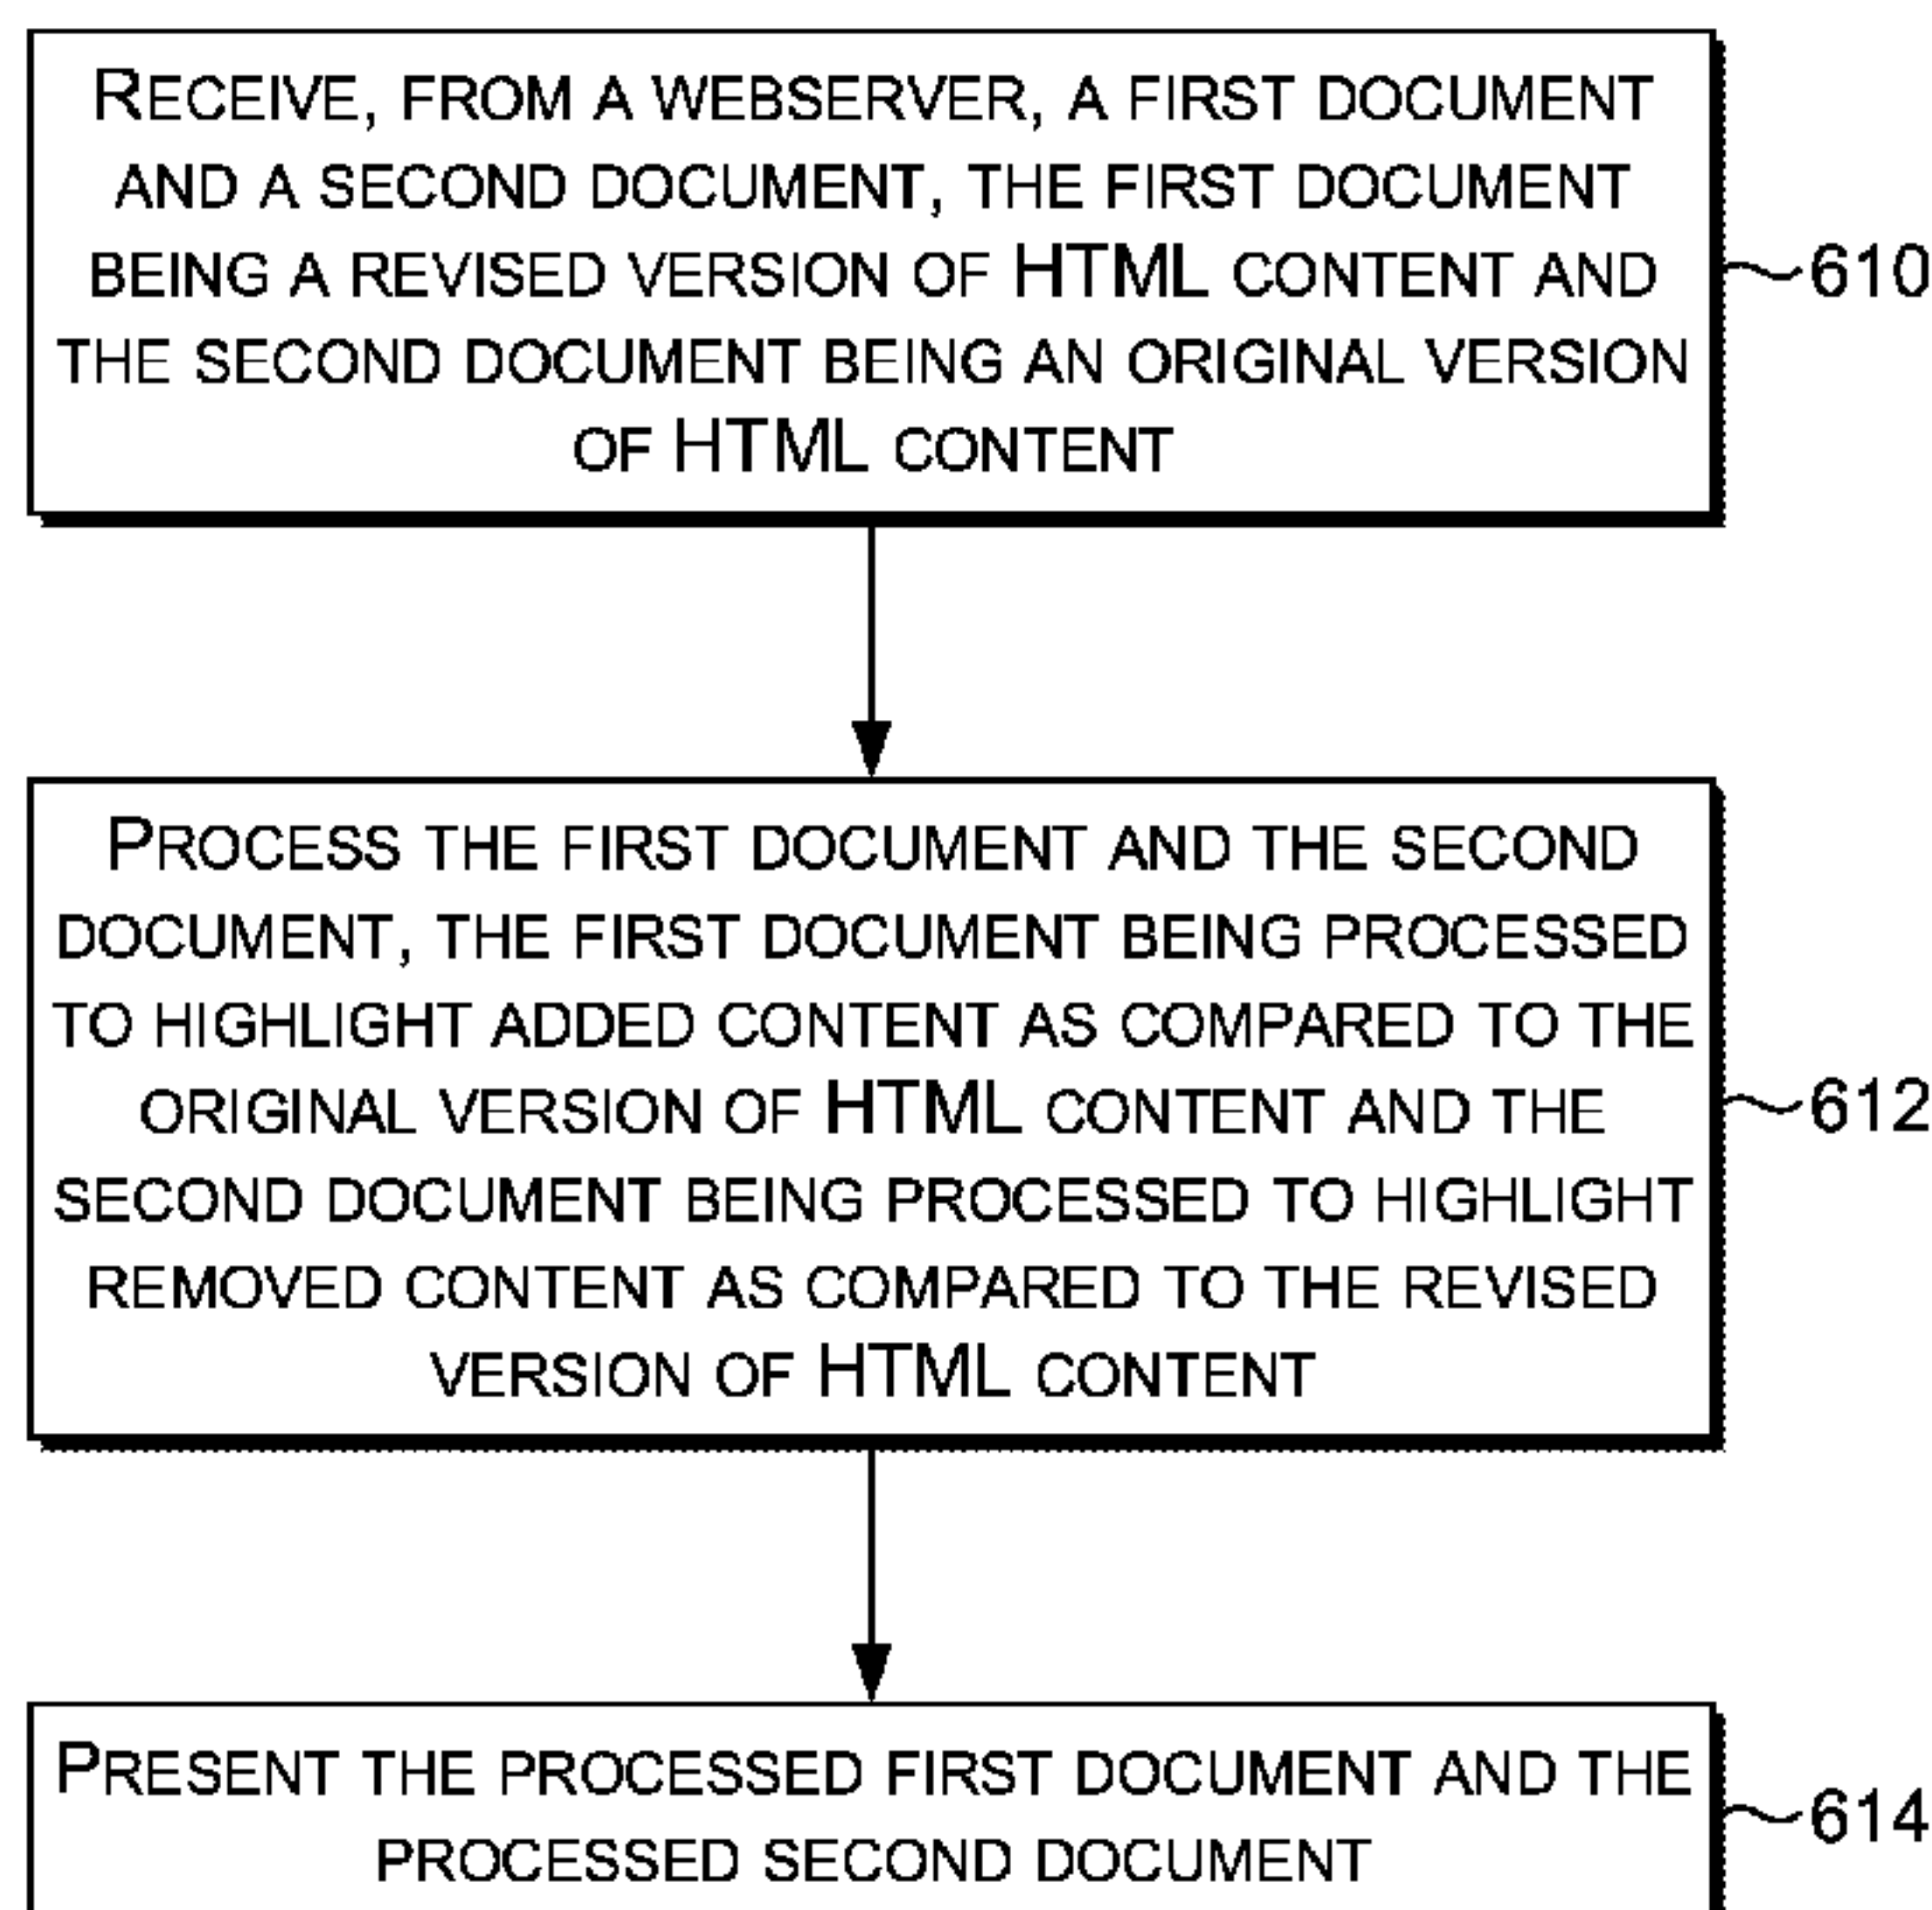 RECEIVE, FROM A WEBSERVER, A FIRST DOCUMENT
AND A SECOND DOCUMENT, THE FIRST DOCUMENT
BEING A REVISED VERSION OF HTML CONTENT AND
THE SECOND DOCUMENT BEING AN ORIGINAL VERSION
OF HTML CONTENT
610
PROCESS THE FIRST DOCUMENT AND THE SECOND
DOCUMENT, THE FIRST DOCUMENT BEING PROCESSED
TO HIGHLIGHT ADDED CONTENT AS COMPARED TO THE
ORIGINAL VERSION OF HTML CONTENT AND THE
SECOND DOCUMENT BEING PROCESSED TO HIGHLIGHT
REMOVED CONTENT AS COMPARED TO THE REVISED
VERSION OF HTML CONTENT
612
PRESENT THE PROCESSED FIRST DOCUMENT AND THE
PROCESSED SECOND DOCUMENT
614